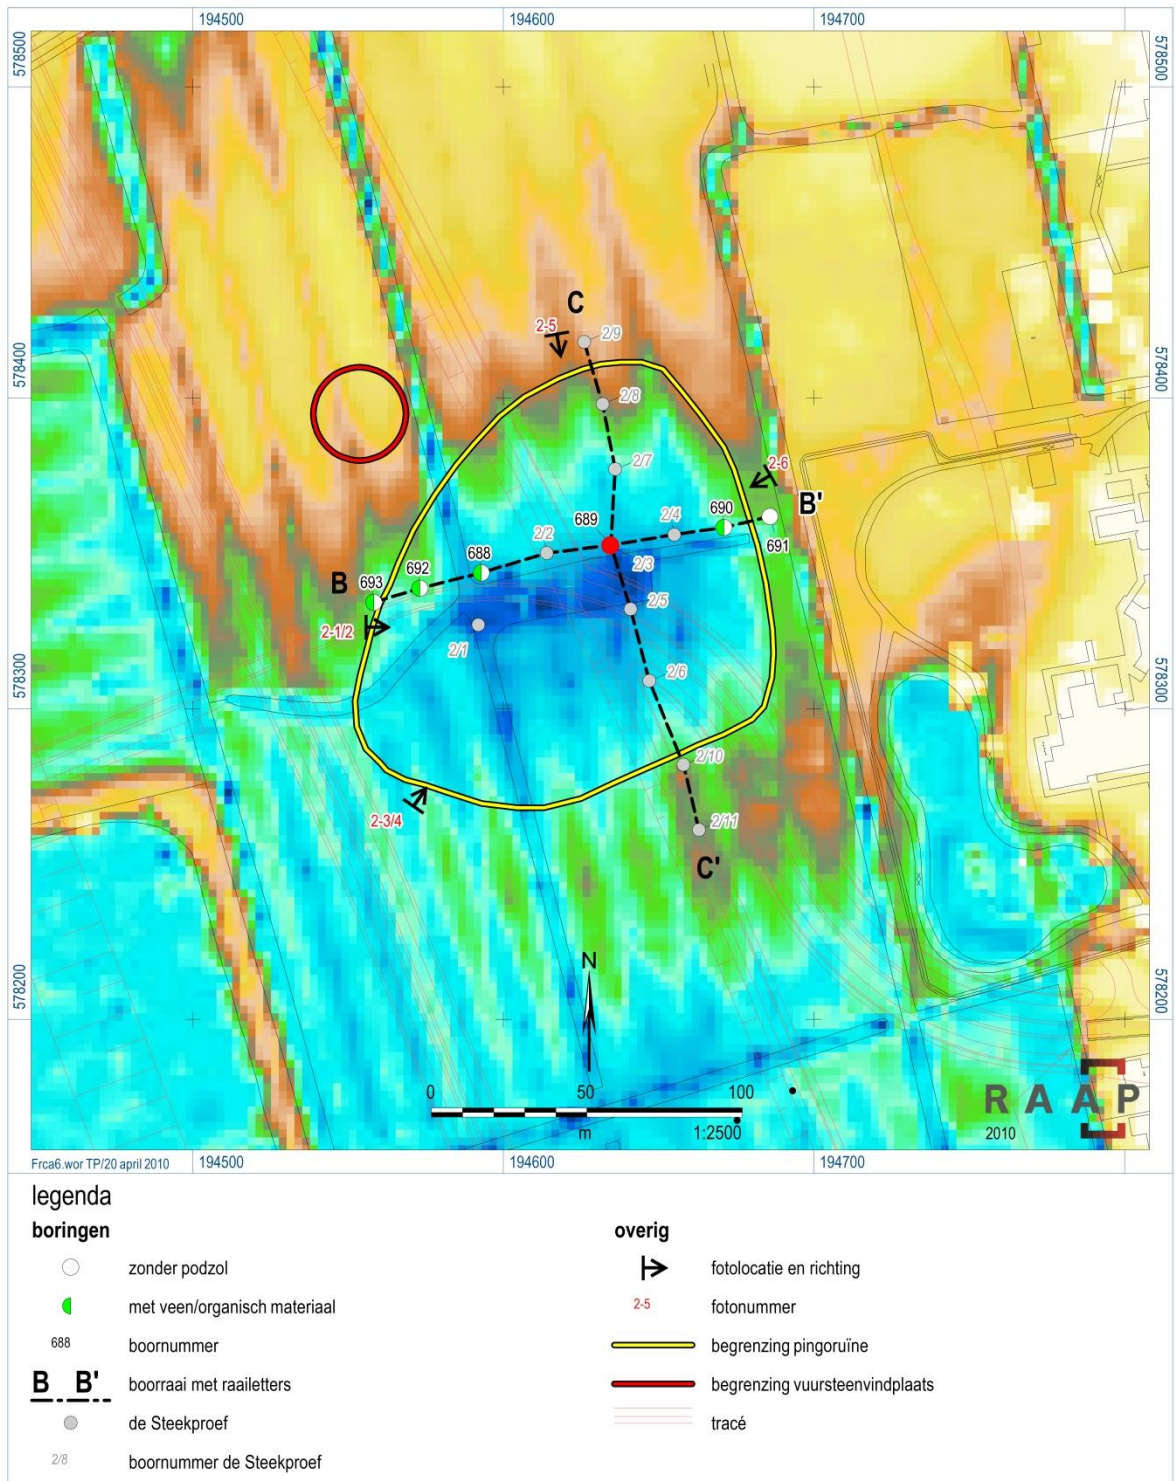 194500 194600 194700
578500 578500
C
2-5
2/9
578400 578400
2/8
2/7
2-6
690
B'
689
2/4
2/2
688
691
692
B
693
2/3
2/5
2-1/2
2/1
2/6
578300 578300
2/10
2-3/4
2/11
C'
N
578200 578200
0 50 100
m 1:2500
RAAP
2010
Frca6.wor TP/20 april 2010
194500 194600 194700
legenda
boringen
zonder podzol
met veen/organisch materiaal
688 boornummer
B B' boorraai met raailetters
de Steekproef
2/8 boornummer de Steekproef
overig
fotolocatie en richting
2-5 fotonummer
begrenzing pingoruïne
begrenzing vuursteenvindplaats
tracé